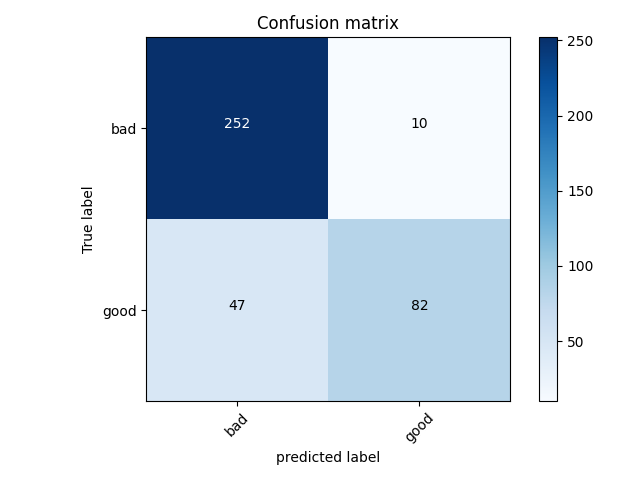 Confusion matrix
True label
bad
252
10
good
47
82
bad
good
predicted label
250
200
150
100
50